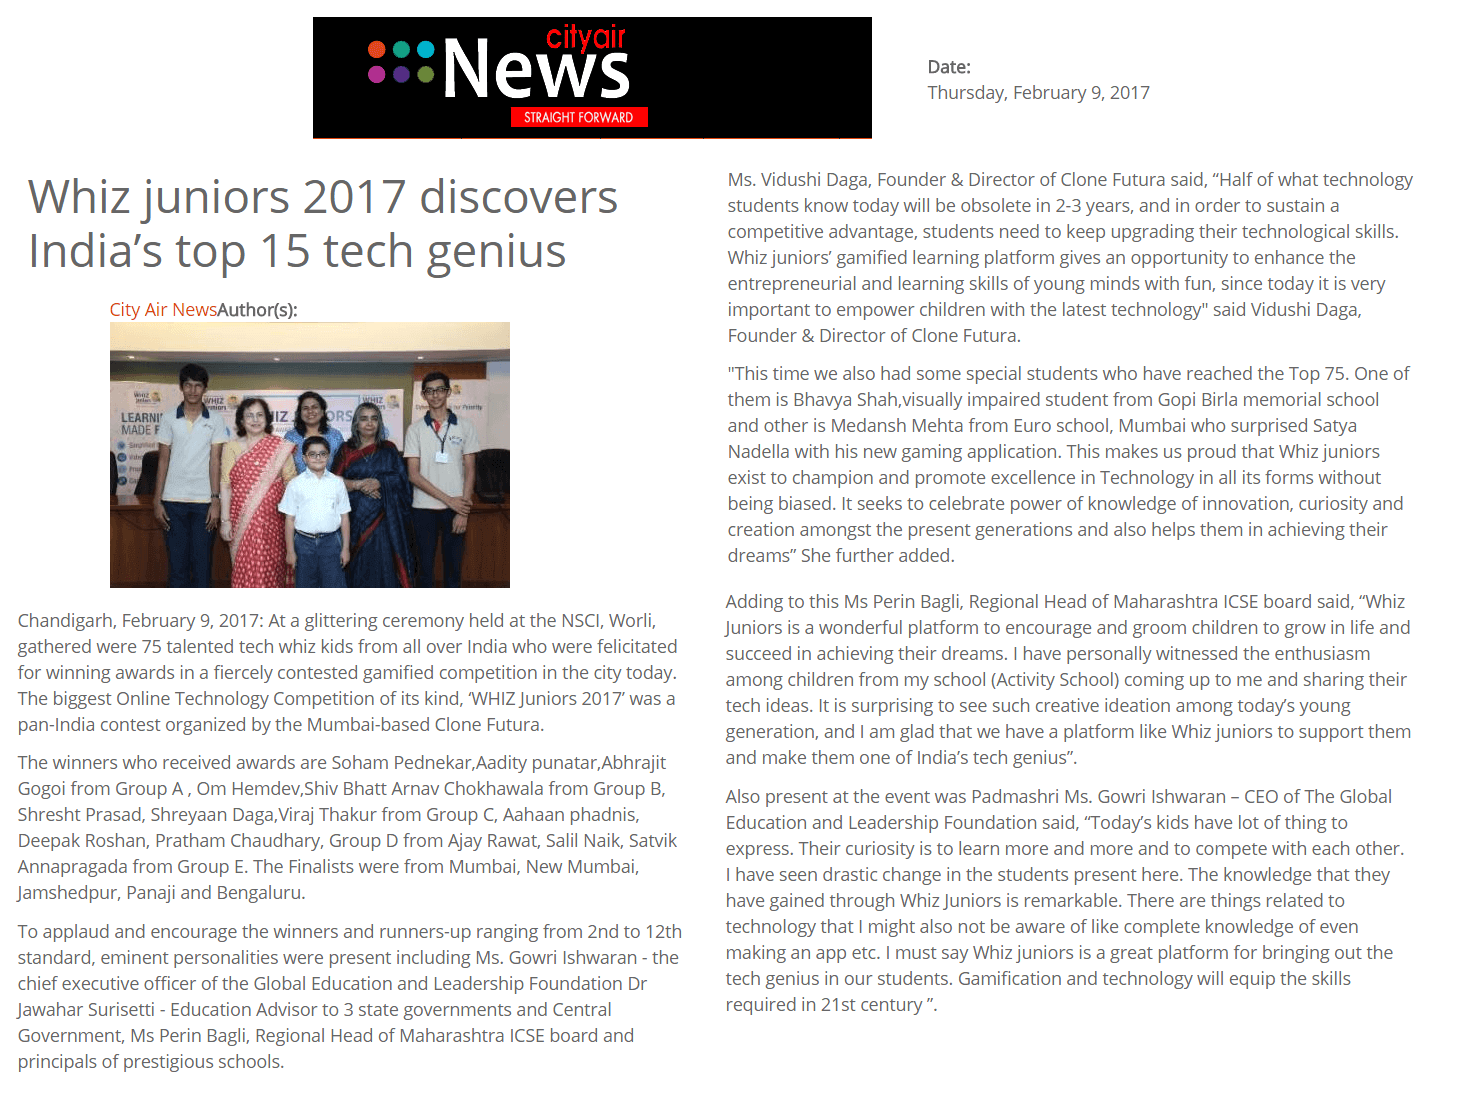 cityair
News
STRAIGHT FORWARD
Date:
Thursday, February 9, 2017
Whiz juniors 2017 discovers
India’s top 15 tech genius
City Air NewsAuthor(s):
Chandigarh, February 9, 2017: At a glittering ceremony held at the NSCI, Worli,
gathered were 75 talented tech whiz kids from all over India who were felicitated
for winning awards in a fiercely contested gamified competition in the city today.
The biggest Online Technology Competition of its kind, ‘WHIZ Juniors 2017’ was a
pan-India contest organized by the Mumbai-based Clone Futura.
The winners who received awards are Soham Pednekar,Aadity punatar,Abhrajit
Gogoi from Group A , Om Hemdev,Shiv Bhatt Arnav Chokhawala from Group B,
Shresht Prasad, Shreyaan Daga,Viraj Thakur from Group C, Aahaan phadnis,
Deepak Roshan, Pratham Chaudhary, Group D from Ajay Rawat, Salil Naik, Satvik
Annapragada from Group E. The Finalists were from Mumbai, New Mumbai,
Jamshedpur, Panaji and Bengaluru.
To applaud and encourage the winners and runners-up ranging from 2nd to 12th
standard, eminent personalities were present including Ms. Gowri Ishwaran - the
chief executive officer of the Global Education and Leadership Foundation Dr
Jawahar Surisetti - Education Advisor to 3 state governments and Central
Government, Ms Perin Bagli, Regional Head of Maharashtra ICSE board and
principals of prestigious schools.
Ms. Vidushi Daga, Founder & Director of Clone Futura said, “Half of what technology
students know today will be obsolete in 2-3 years, and in order to sustain a
competitive advantage, students need to keep upgrading their technological skills.
Whiz juniors’ gamified learning platform gives an opportunity to enhance the
entrepreneurial and learning skills of young minds with fun, since today it is very
important to empower children with the latest technology" said Vidushi Daga,
Founder & Director of Clone Futura.
"This time we also had some special students who have reached the Top 75. One of
them is Bhavya Shah,visually impaired student from Gopi Birla memorial school
and other is Medansh Mehta from Euro school, Mumbai who surprised Satya
Nadella with his new gaming application. This makes us proud that Whiz juniors
exist to champion and promote excellence in Technology in all its forms without
being biased. It seeks to celebrate power of knowledge of innovation, curiosity and
creation amongst the present generations and also helps them in achieving their
dreams” She further added.
Adding to this Ms Perin Bagli, Regional Head of Maharashtra ICSE board said, “Whiz
Juniors is a wonderful platform to encourage and groom children to grow in life and
succeed in achieving their dreams. I have personally witnessed the enthusiasm
among children from my school (Activity School) coming up to me and sharing their
tech ideas. It is surprising to see such creative ideation among today’s young
generation, and I am glad that we have a platform like Whiz juniors to support them
and make them one of India’s tech genius”.
Also present at the event was Padmashri Ms. Gowri Ishwaran – CEO of The Global
Education and Leadership Foundation said, “Today’s kids have lot of thing to
express. Their curiosity is to learn more and more and to compete with each other.
I have seen drastic change in the students present here. The knowledge that they
have gained through Whiz Juniors is remarkable. There are things related to
technology that I might also not be aware of like complete knowledge of even
making an app etc. I must say Whiz juniors is a great platform for bringing out the
tech genius in our students. Gamification and technology will equip the skills
required in 21st century ”.